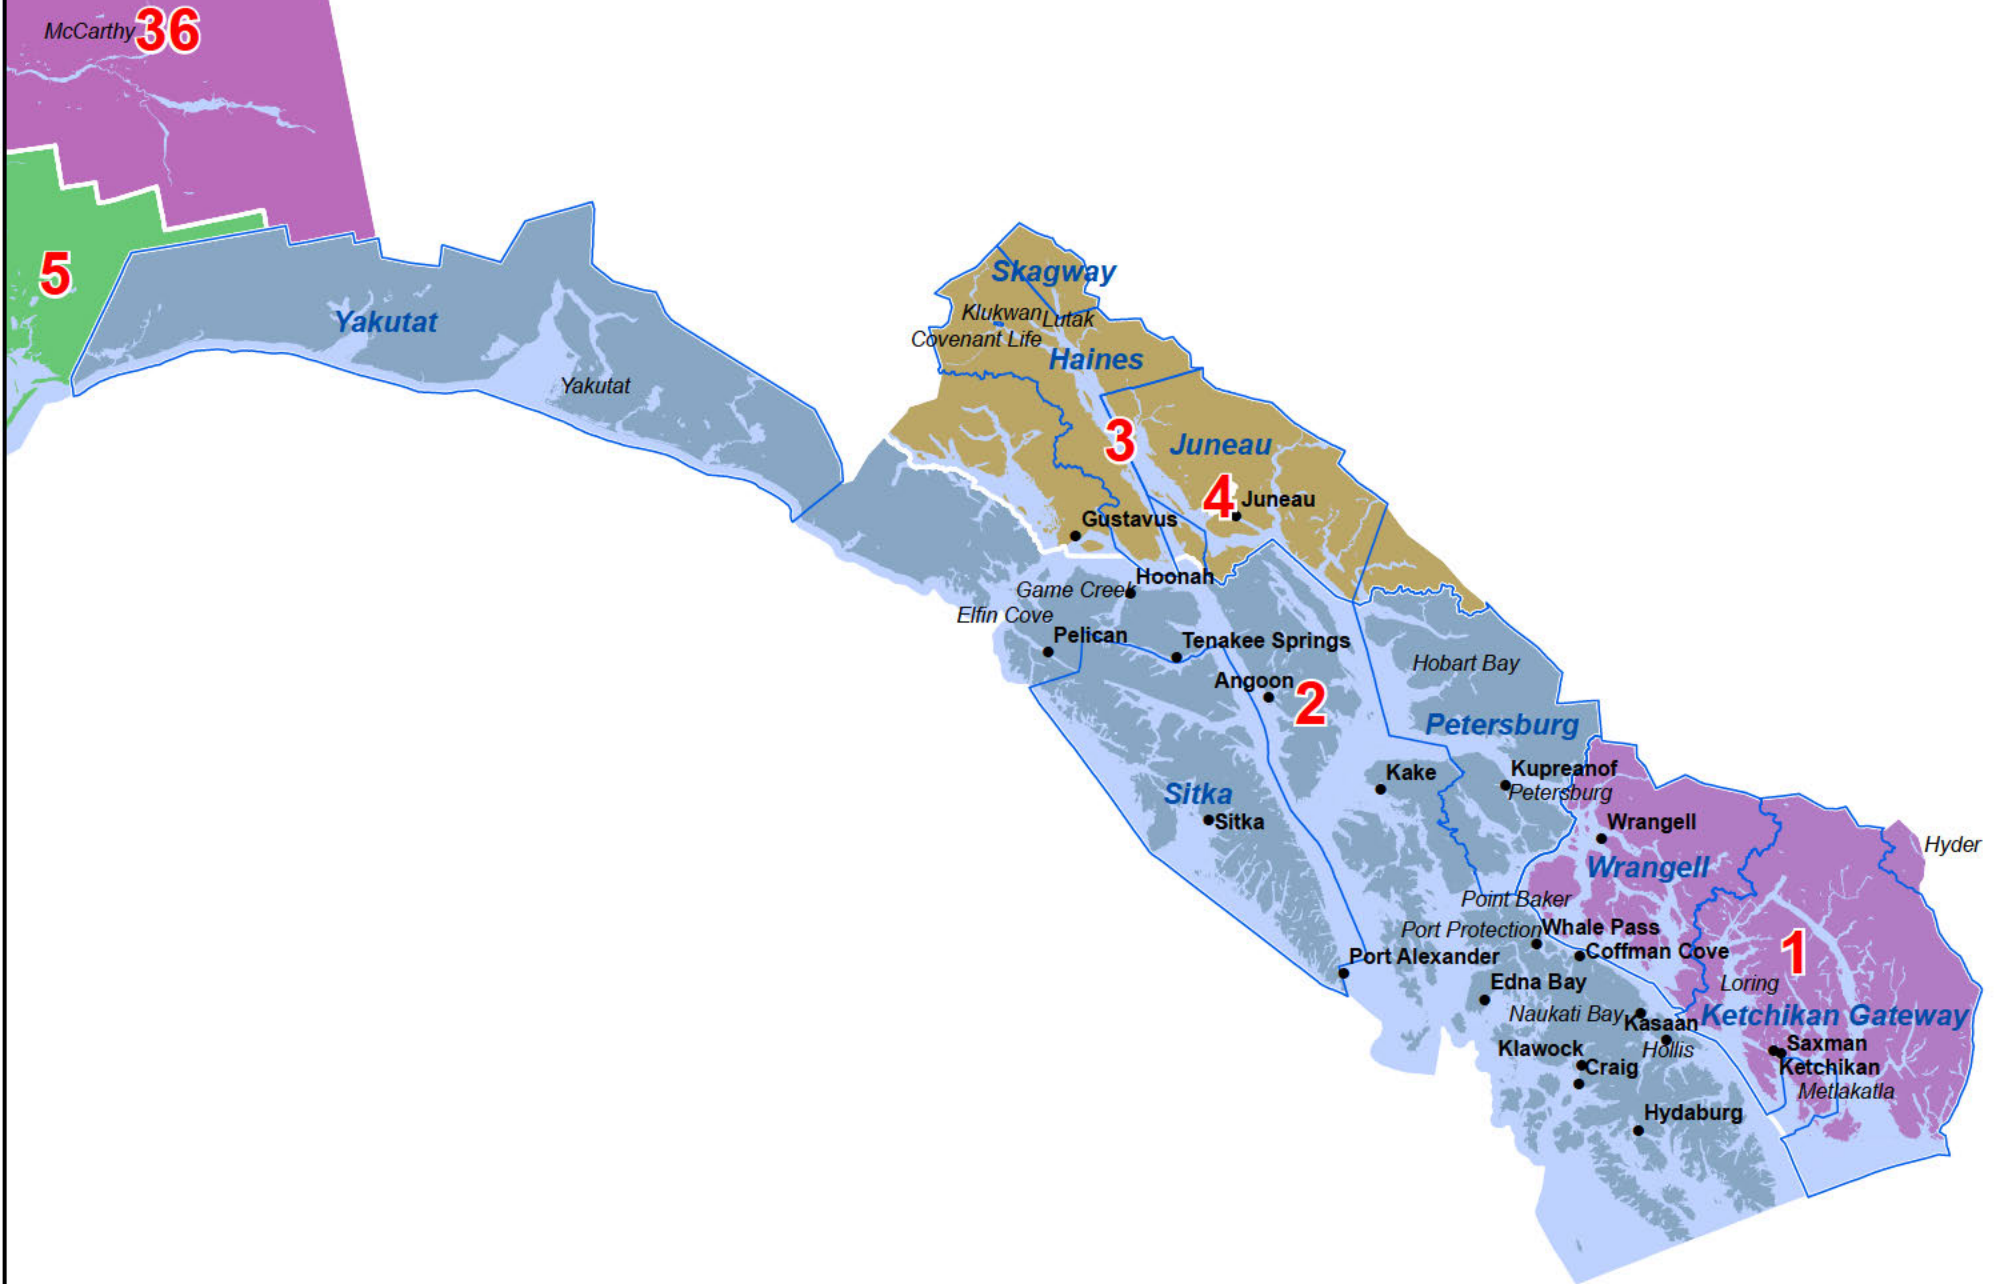 McCarthy
36
5
Yakutat
Yakutat
Skagway
Klukwan
Lutak
Covenant Life
Haines
3
Juneau
4
Juneau
Gustavus
Hoonah
Game Creek
Elfin Cove
Pelican
Tenakee Springs
Angoon
2
Hobart Bay
Petersburg
Kake
Kupreanof
Petersburg
Sitka
Sitka
Wrangell
Hyder
Wrangell
Point Baker
Port Protection
Whale Pass
Coffman Cove
1
Port Alexander
Edna Bay
Loring
Naukati Bay
Kasaan
Ketchikan Gateway
Klawock
Hollis
Saxman
Craig
Ketchikan
Metlakatla
Hydaburg